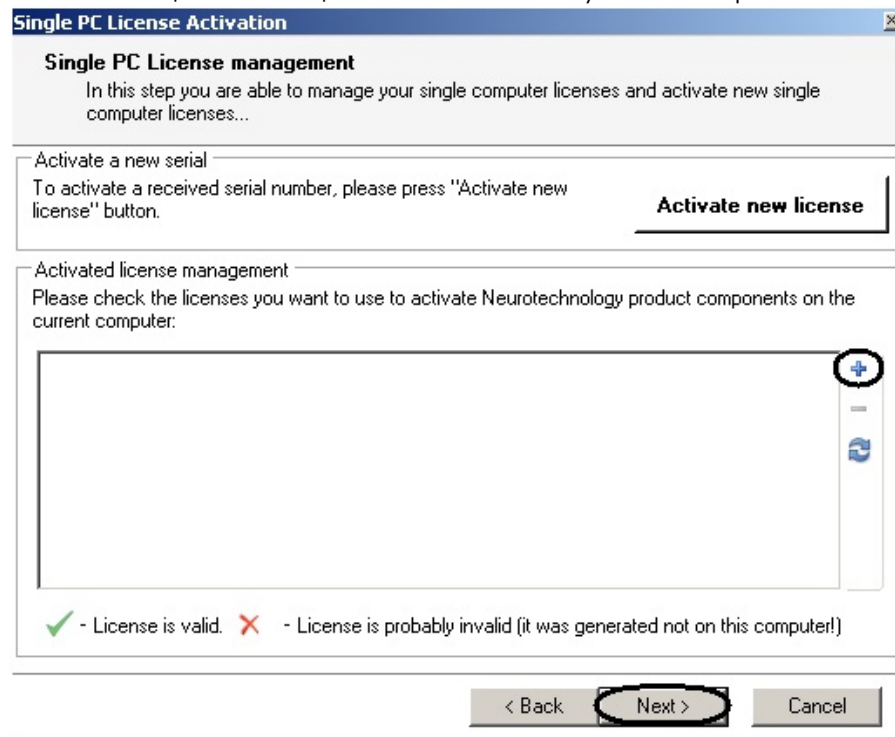 Single PC License Activation
Single PC License management
In this step you are able to manage your single computer licenses and activate new single
computer licenses...
Activate a new serial
To activate a received serial number, please press "Activate new
license" button.
Activate new license
Activated license management
Please check the licenses you want to use to activate Neurotechnology product components on the
current computer:
- License is valid. - License is probably invalid (it was generated not on this computer!)
< Back Next > Cancel